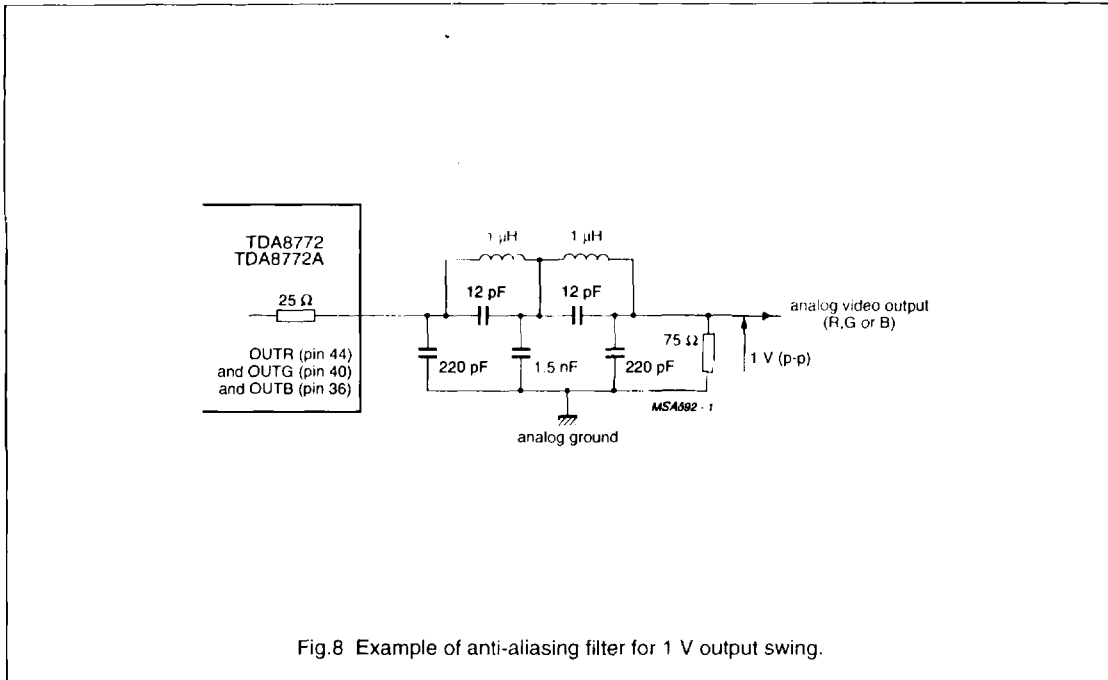 TDA8772
TDA8772A
25 Ω
OUTR (pin 44)
and OUTG (pin 40)
and OUTB (pin 36)
1 μH
1 μH
12 pF
12 pF
220 pF
1.5 nF
220 pF
75 Ω
analog video output
(R,G or B)
1 V (p-p)
MSA692 - 1
analog ground
Fig.8 Example of anti-aliasing filter for 1 V output swing.